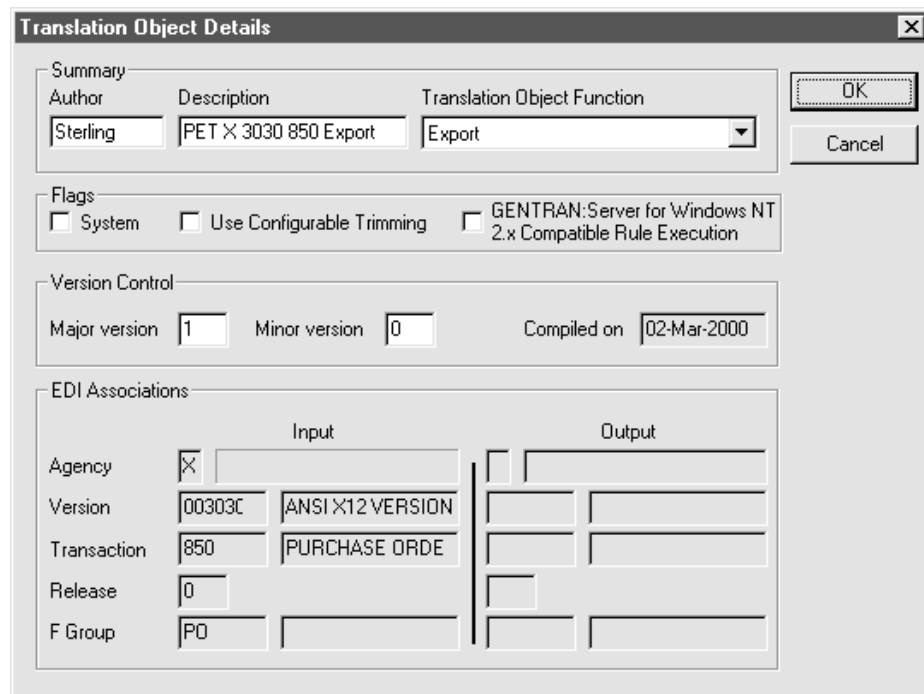 Translation Object Details
Summary
Author Description Translation Object Function
Sterling PET X 3030 850 Export Export
OK
Cancel
Flags
System Use Configurable Trimming GENTRAN:Server for Windows NT
2.x Compatible Rule Execution
Version Control
Major version 1 Minor version 0 Compiled on 02-Mar-2000
EDI Associations
Input Output
Agency X
Version 003030 ANSI X12 VERSION
Transaction 850 PURCHASE ORDE
Release 0
F Group PO